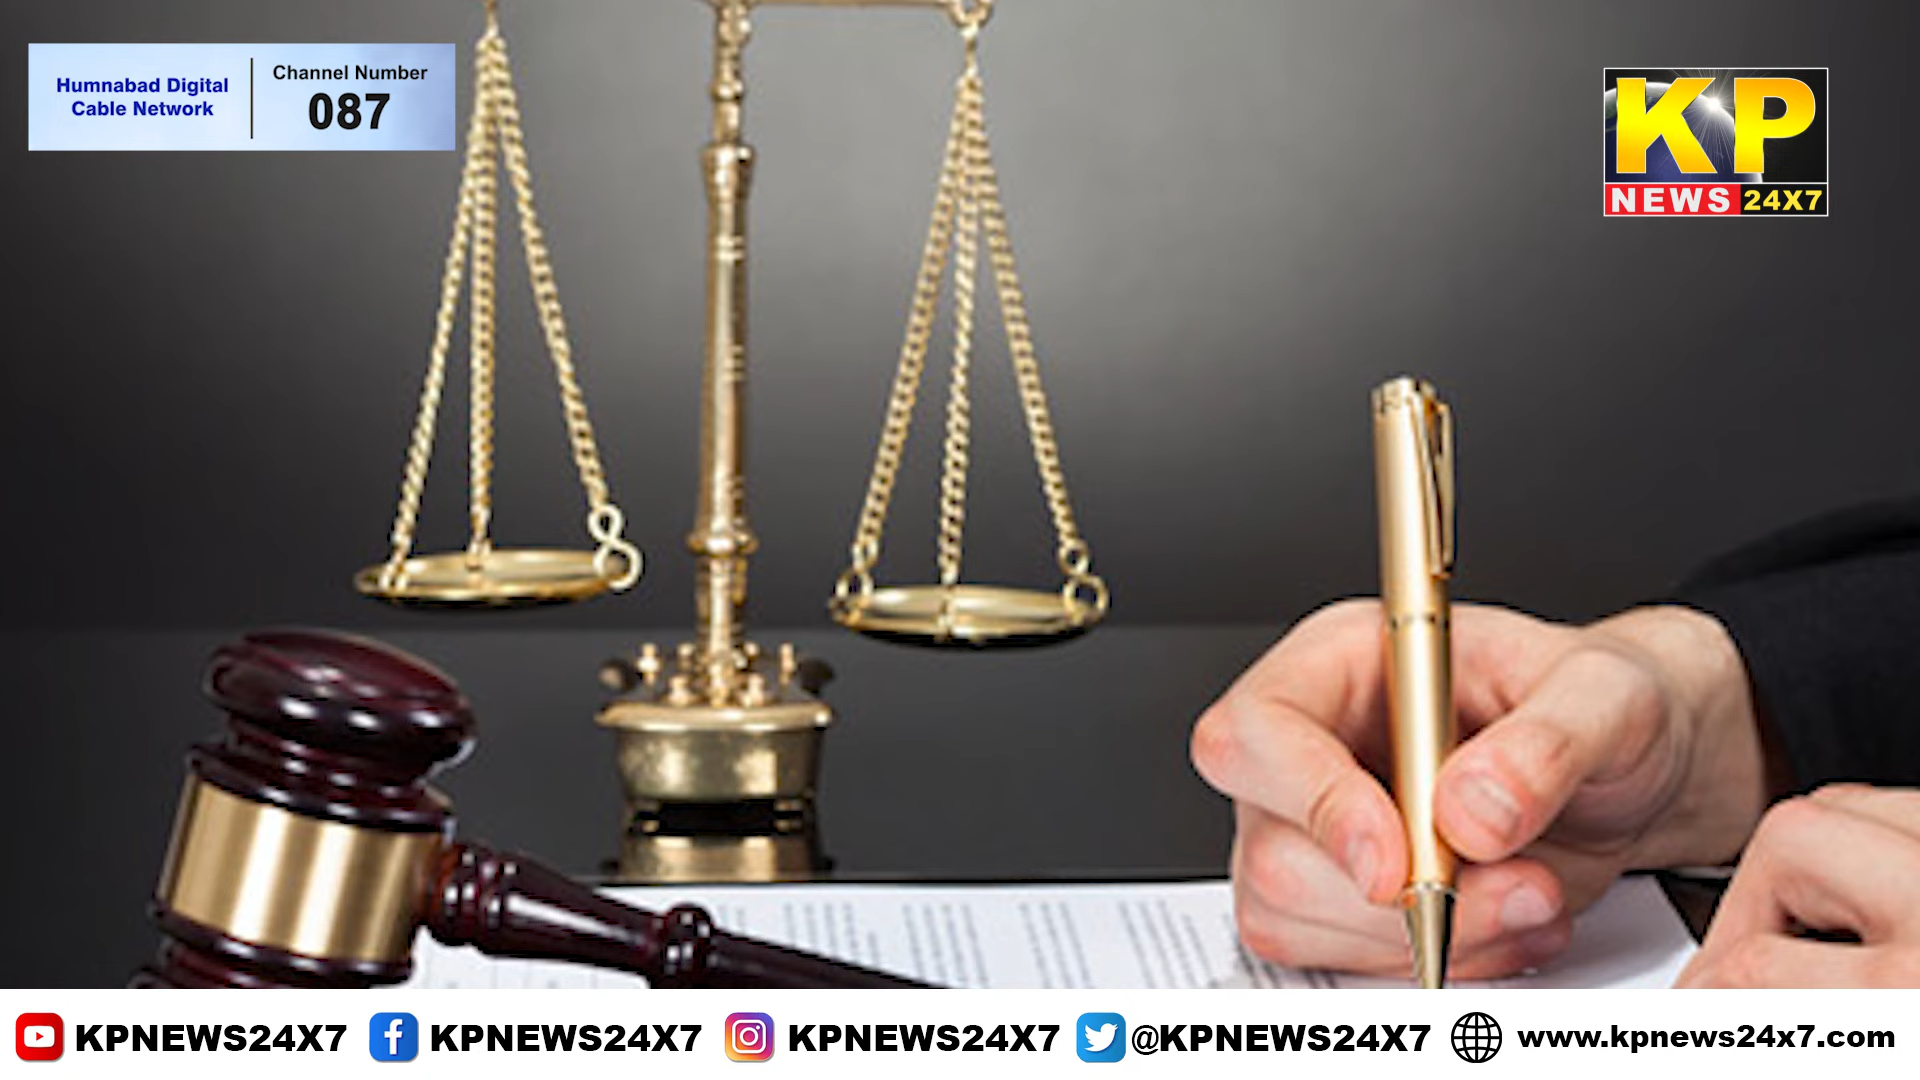 Humnabad Digital
Cable Network
Channel Number
087
KP
NEWS 24X7
KPNEWS24X7
KPNEWS24X7
KPNEWS24X7
@KPNEWS24X7
www.kpnews24x7.com